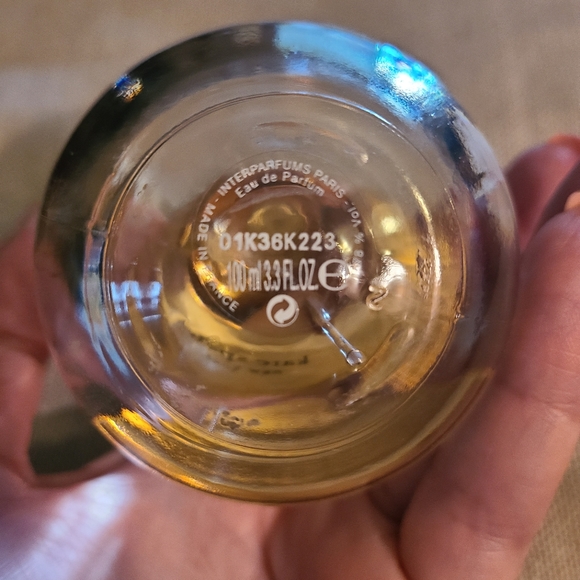 MADE IN FRANCE - INTERPARFUMS PARIS -
Eau de Parfum
01K36K223
100 ml 3.3 FL.OZ e